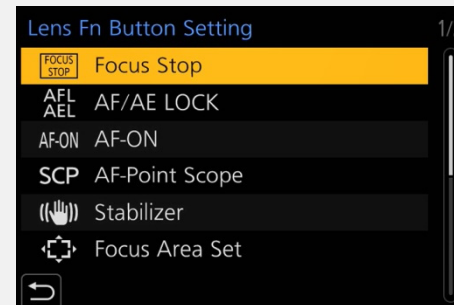 Lens Fn Button Setting 1/
FOCUS STOP Focus Stop
AFL AEL AF/AE LOCK
AF-ON AF-ON
SCP AF-Point Scope
Stabilizer
Focus Area Set